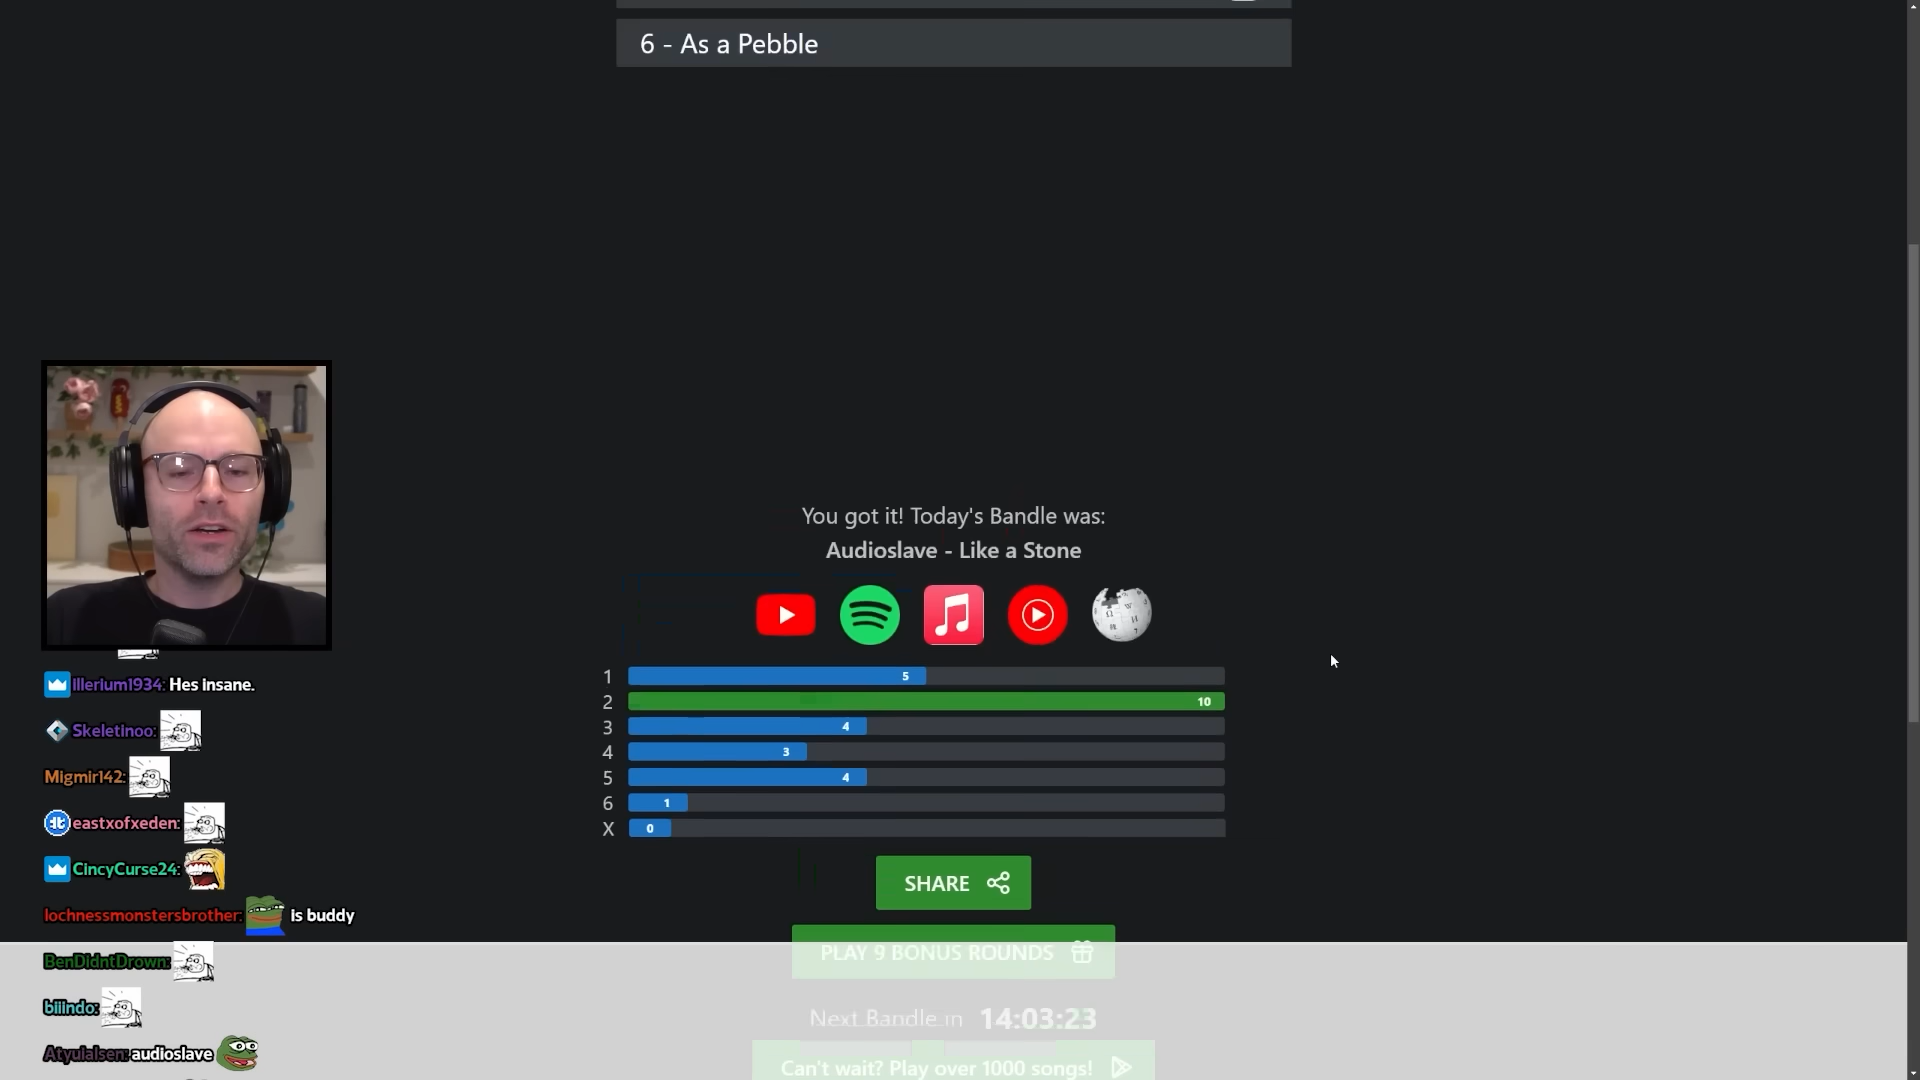 6 - As a Pebble
You got it! Today's Bandle was:
Audioslave - Like a Stone
1 5
2 10
3 4
4 3
5 4
6 1
X 0
SHARE
PLAY 9 BONUS ROUNDS
Next Bandle in 14:03:23
Can't wait? Play over 1000 songs!
Illerium1934: Hes insane.
Skeletinoo:
Migmir142:
eastxofxeden:
CincyCurse24:
lochnessmonstersbrother: is buddy
BenDidntDrown:
biiindo:
audioslave